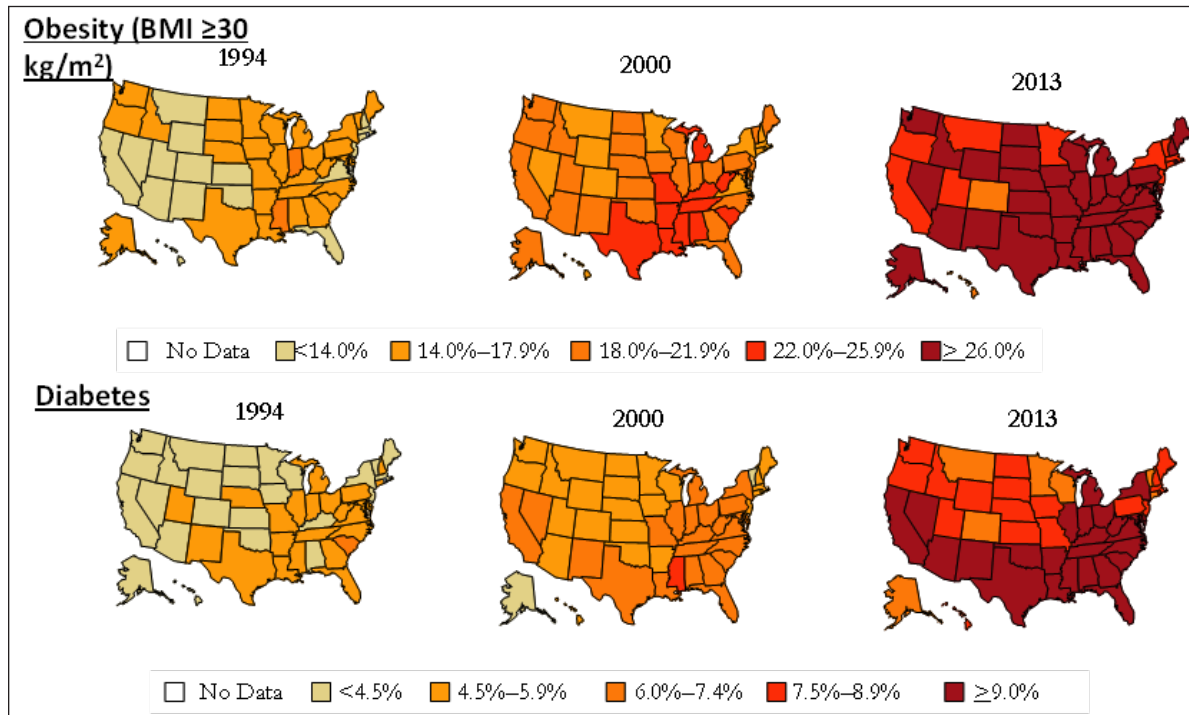 Obesity (BMI ≥30
kg/m²)
1994
2000
2013
No Data <14.0% 14.0%–17.9% 18.0%–21.9% 22.0%–25.9% ≥ 26.0%
Diabetes
1994
2000
2013
No Data <4.5% 4.5%–5.9% 6.0%–7.4% 7.5%–8.9% ≥9.0%